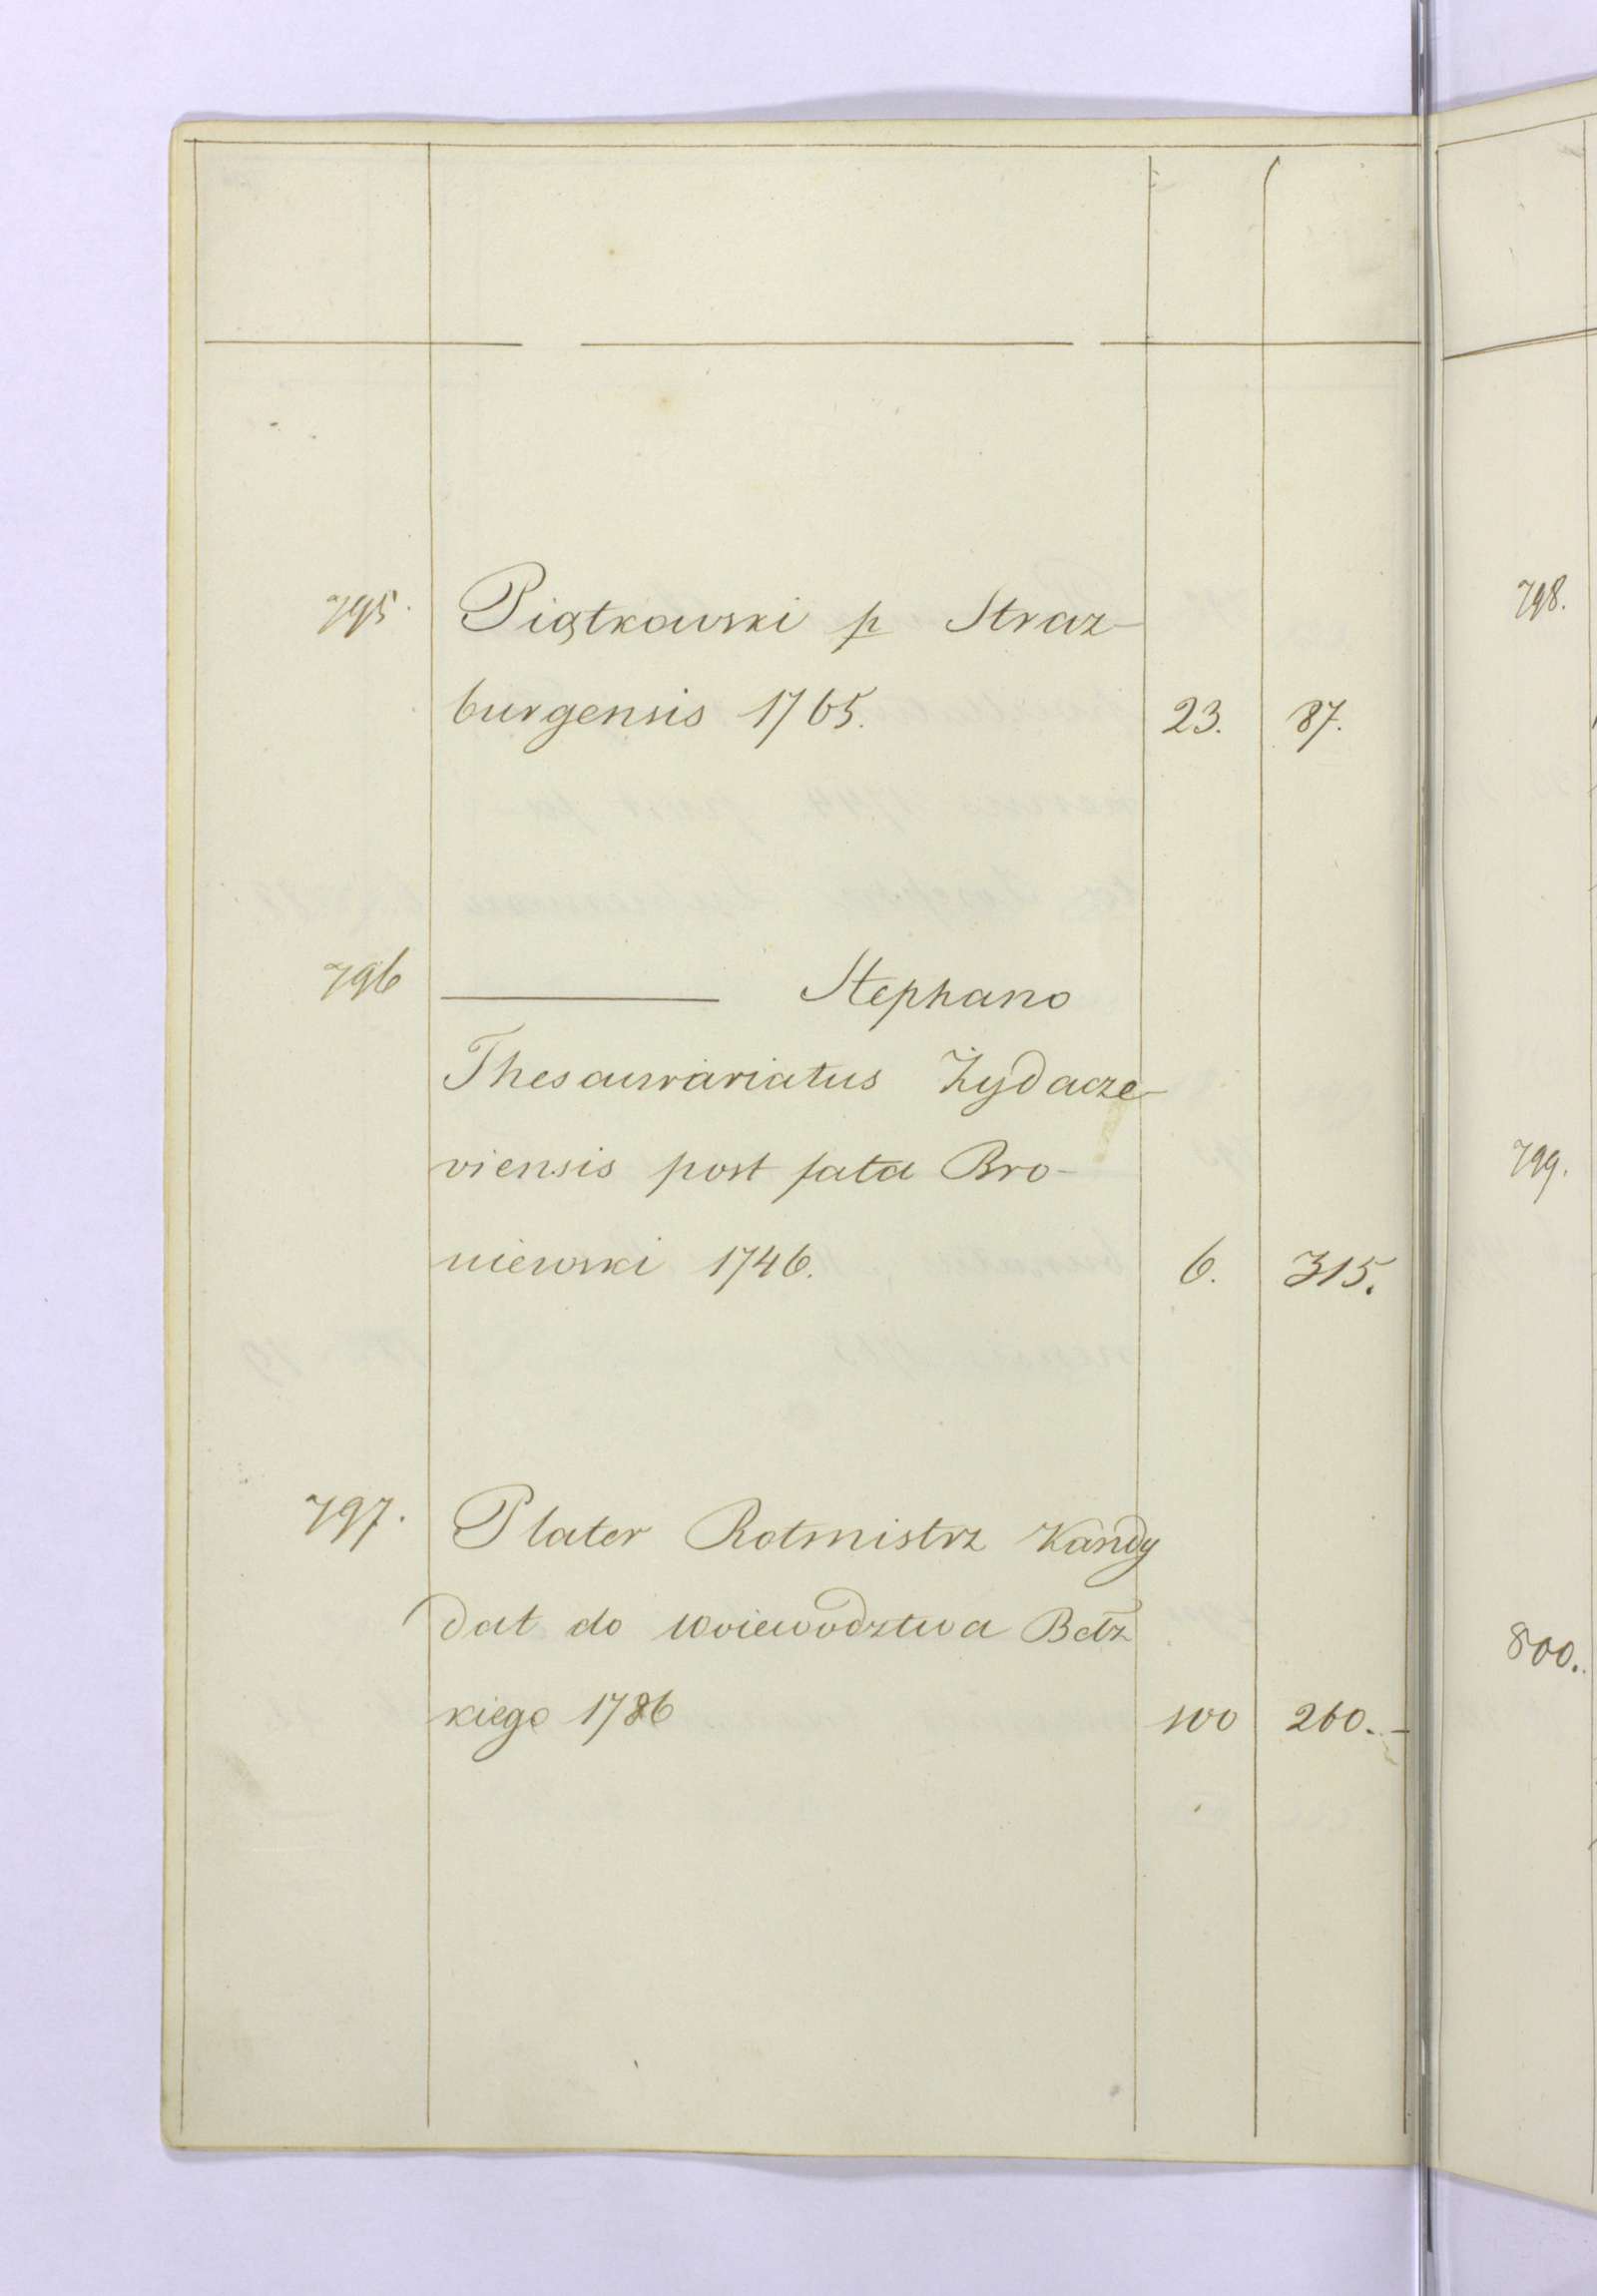 795. Piątkowski p Straz-
burgensis 1765. 23. 87.
796 ——— Stephano
Thesaurariatus Żydacze-
viensis post fata Bro-
niewski 1746. 6. 315.
797. Plater Rotmistrz Kandy
dat do woiewodztwa Bełz
kiego 1786 100 260.-
798.
799.
800.